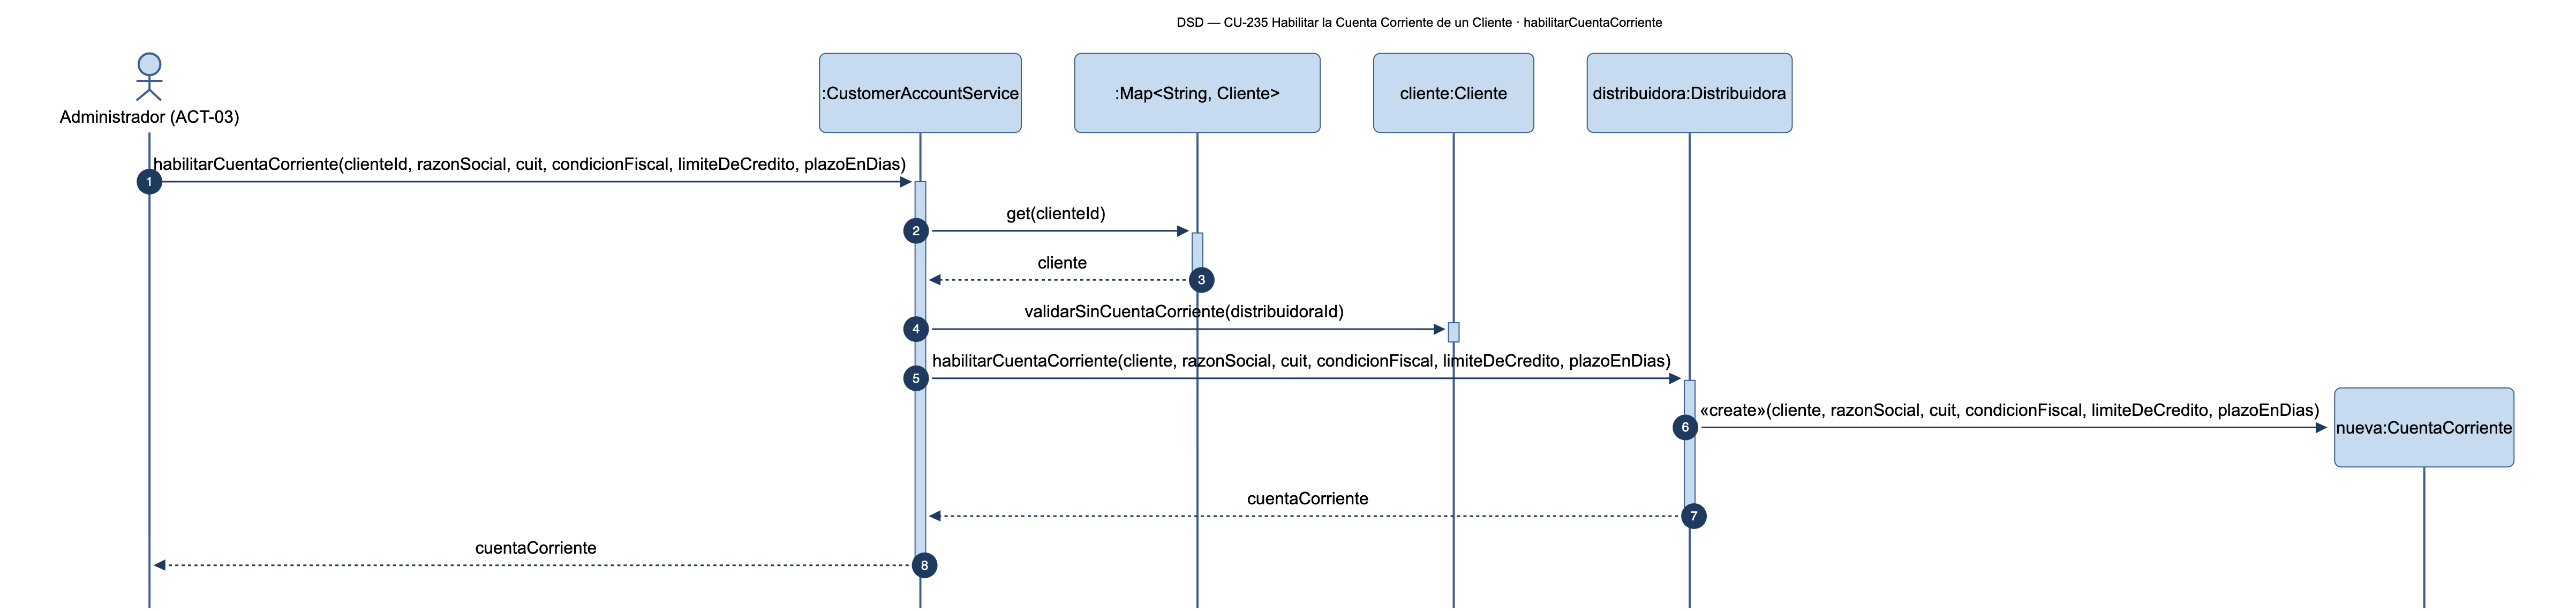 DSD — CU-235 Habilitar la Cuenta Corriente de un Cliente · habilitarCuentaCorriente
:CustomerAccountService
:Map<String, Cliente>
cliente:Cliente
distribuidora:Distribuidora
Administrador (ACT-03)
habilitarCuentaCorriente(clienteId, razonSocial, cuit, condicionFiscal, limiteDeCredito, plazoEnDias)
1
get(clienteId)
2
cliente
3
validarSinCuentaCorriente(distribuidoraId)
4
habilitarCuentaCorriente(cliente, razonSocial, cuit, condicionFiscal, limiteDeCredito, plazoEnDias)
5
«create»(cliente, razonSocial, cuit, condicionFiscal, limiteDeCredito, plazoEnDias)
6
nueva:CuentaCorriente
cuentaCorriente
7
cuentaCorriente
8